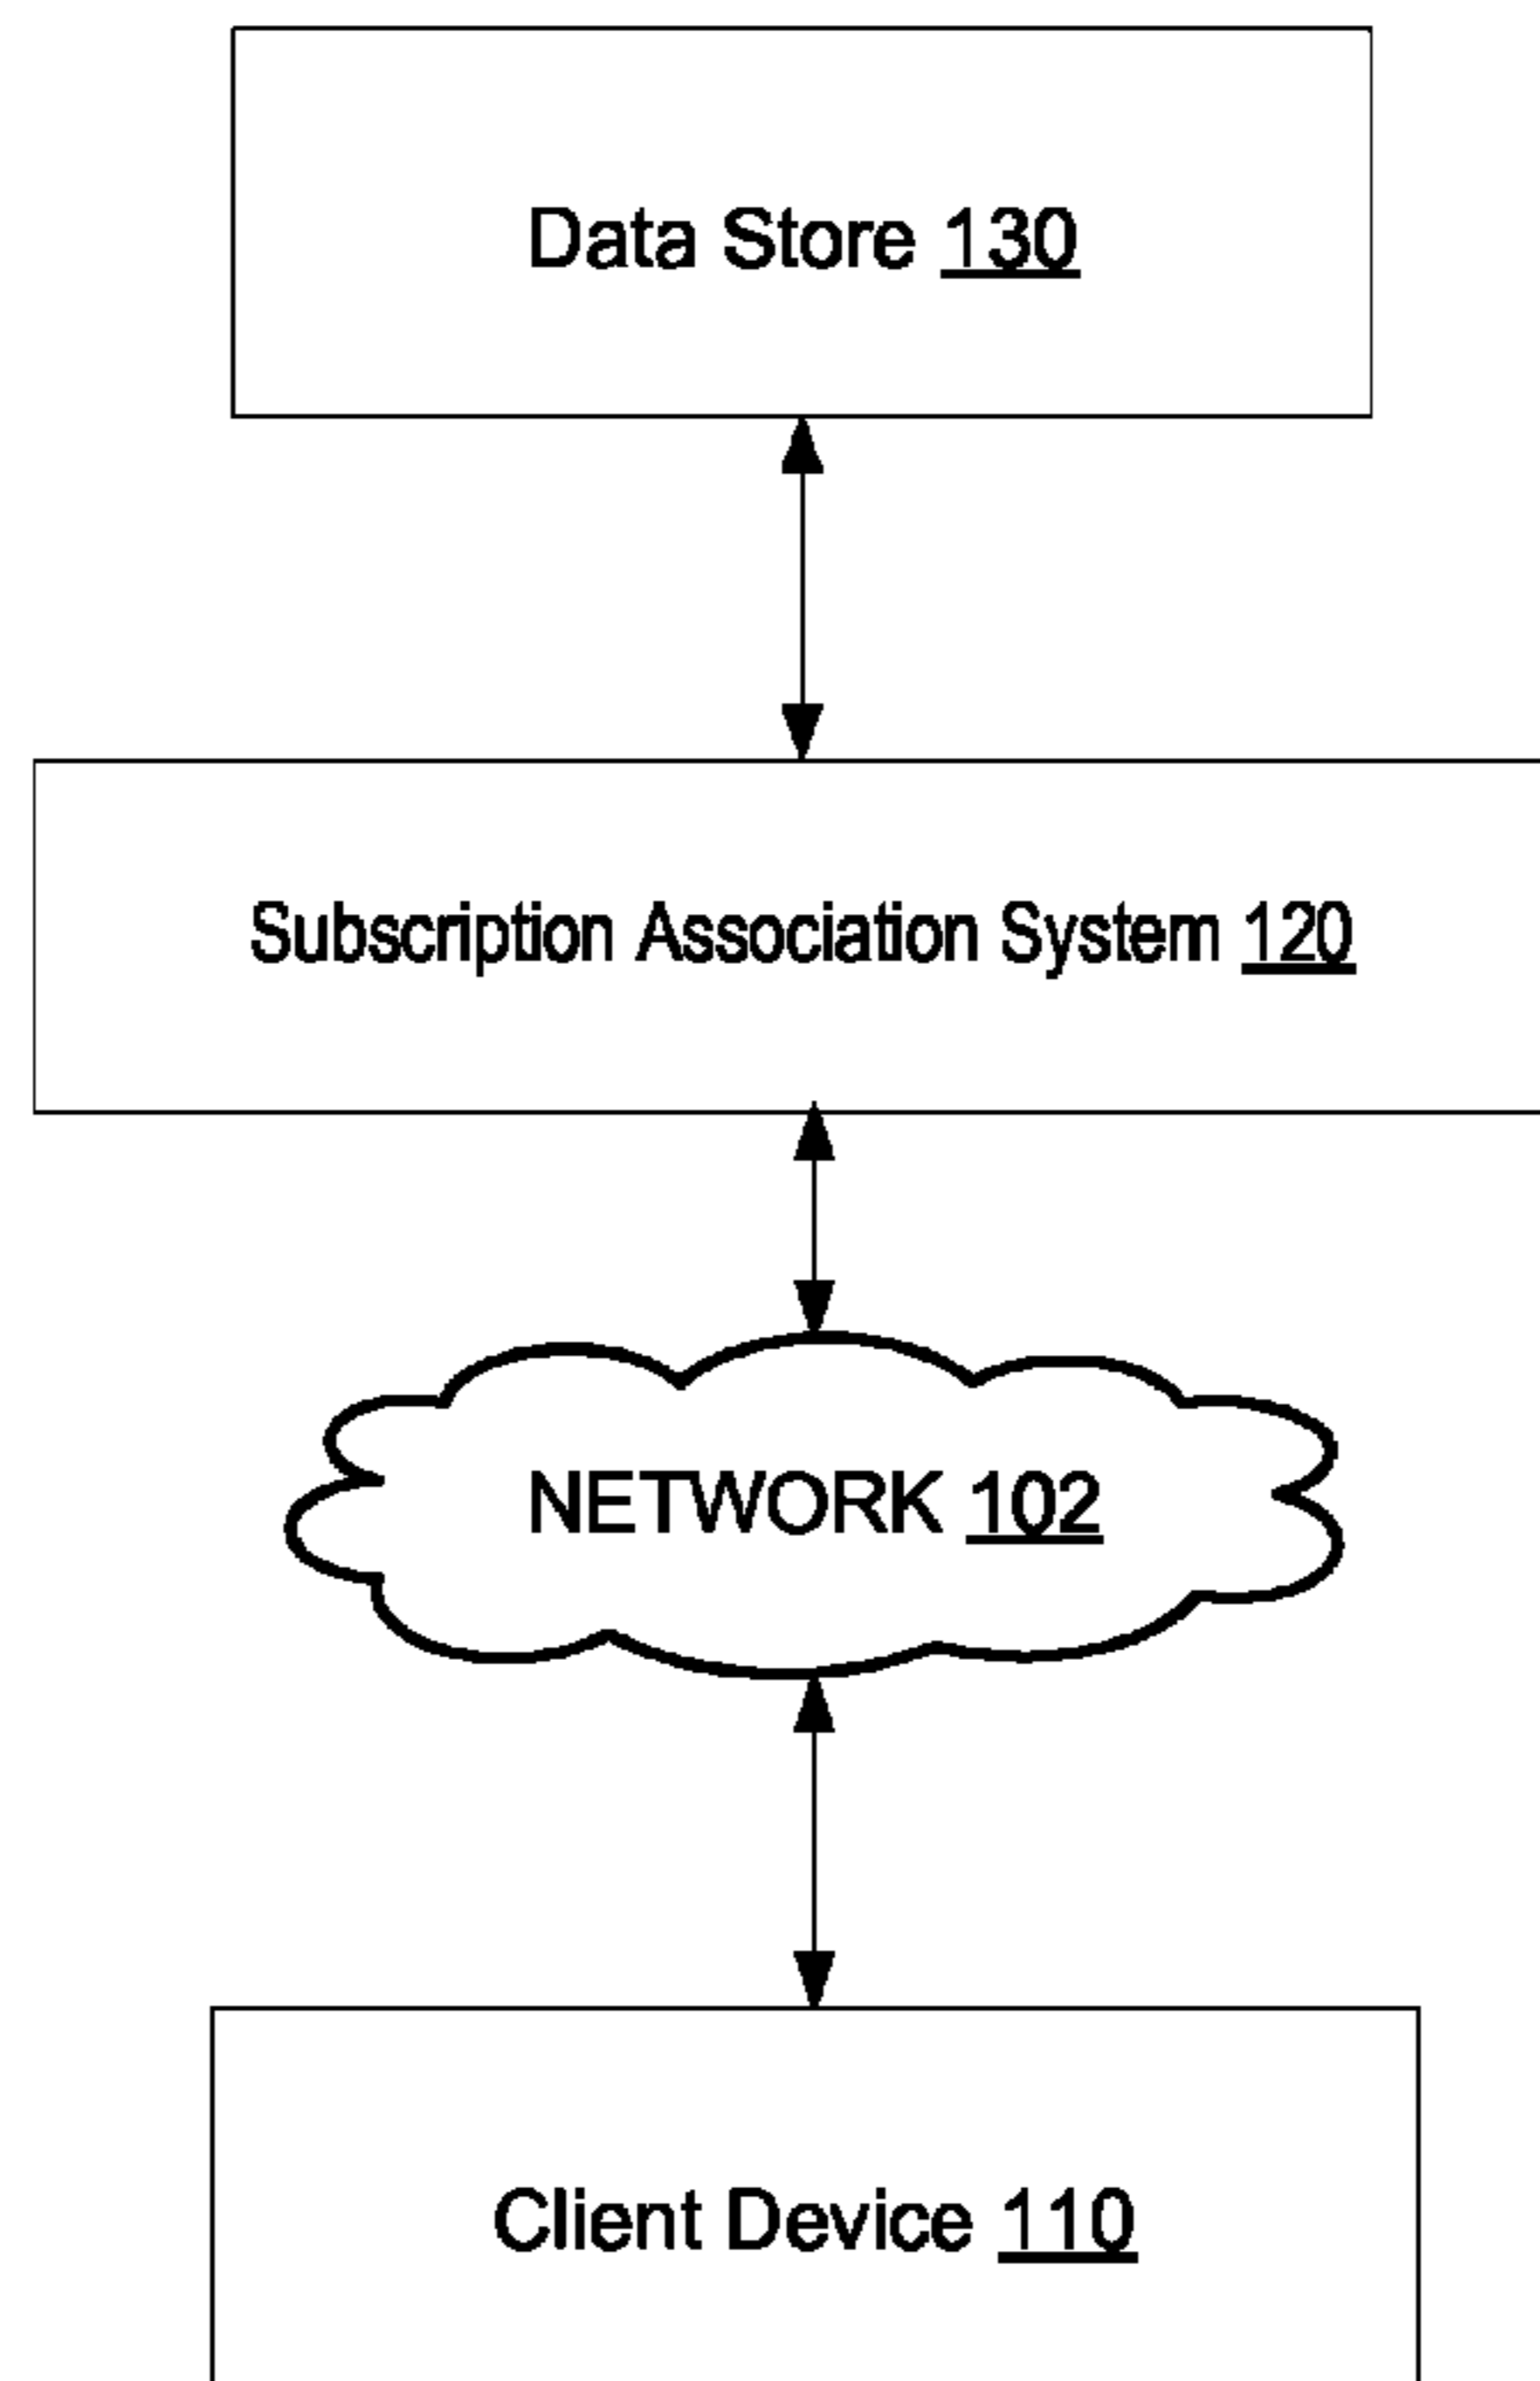 Data Store 130
Subscription Association System 120
NETWORK 102
Client Device 110